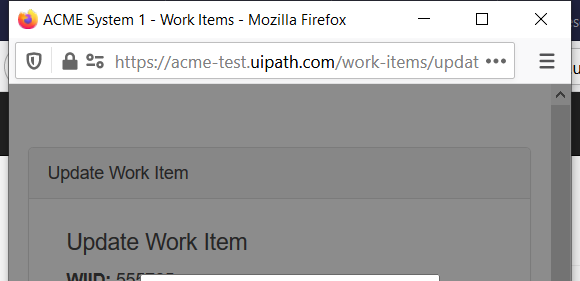 ACME System 1 - Work Items - Mozilla Firefox
https://acme-test.uipath.com/work-items/updat
Update Work Item
Update Work Item
WIID: